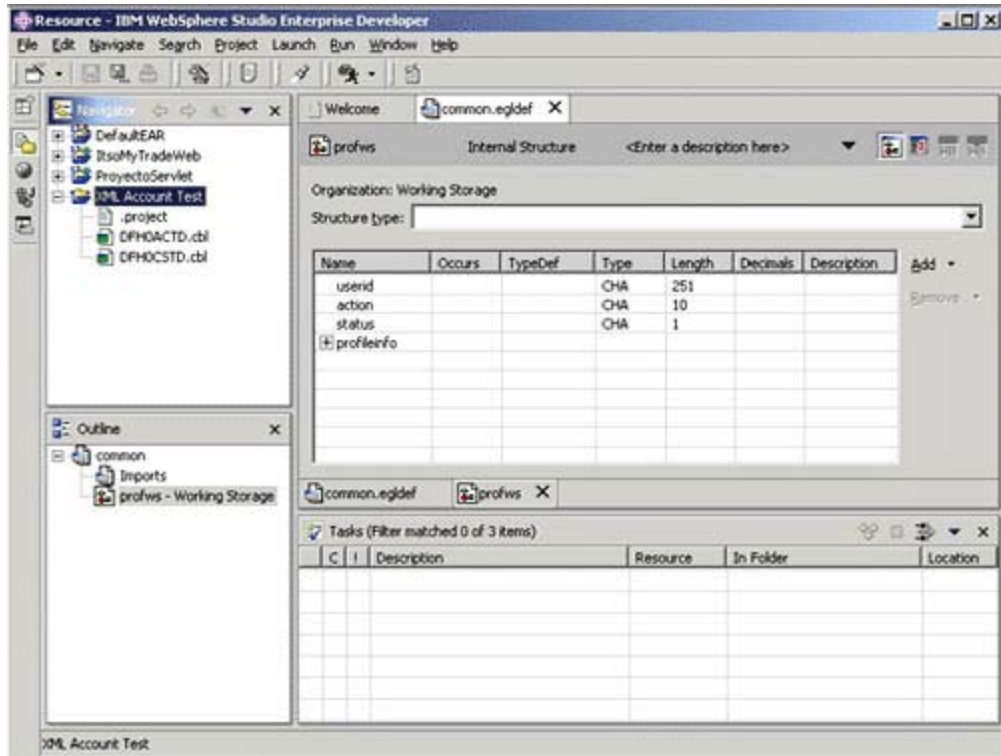 Resource - IBM WebSphere Studio Enterprise Developer
File Edit Navigate Search Project Launch Run Window Help
Navigator
DefaultEAR
ItsoMyTradeWeb
ProyectoServlet
XML Account Test
.project
DFH0ACTD.cbl
DFH0CSTD.cbl
Outline
common
Imports
profws - Working Storage
Welcome common.egldef
profws Internal Structure <Enter a description here>
Organization: Working Storage
Structure type:
Name Occurs TypeDef Type Length Decimals Description
userid CHA 251
action CHA 10
status CHA 1
profileinfo
Add
Remove
common.egldef profws
Tasks (Filter matched 0 of 3 items)
C ! Description Resource In Folder Location
XML Account Test